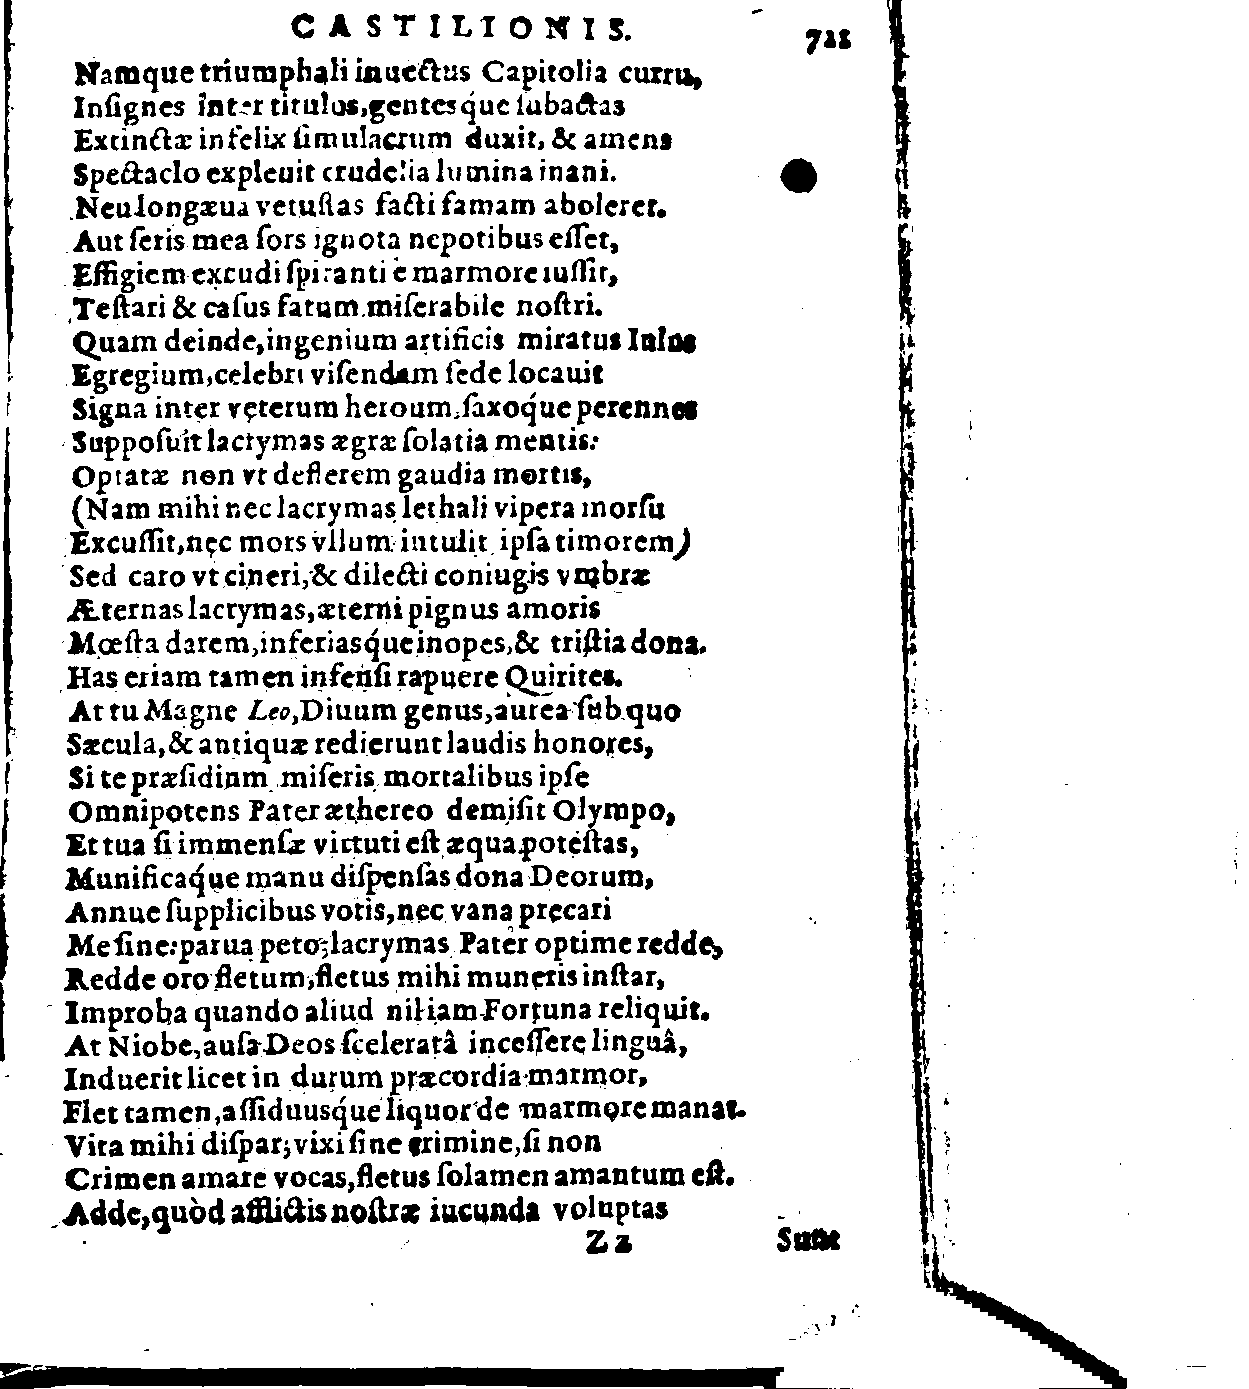 CASTILIONIS. 721
Namque triumphali inuectus Capitolia curru,
Inſignes inter titulos, gentesq́ue ſubactas
Extinctæ infelix ſimulacrum duxit, & amens
Spectaclo expleuit crudelia lumina inani.
Neu longæua vetuſtas facti famam aboleret.
Aut ſeris mea ſors ignota nepotibus eſſet,
Effigiem excudi ſpiranti è marmore iuſſit,
Teſtari & caſus fatum miſerabile noſtri.
Quam deinde, ingenium artificis miratus Iulus
Egregium, celebri viſendam ſede locauit
Signa inter veterum heroum, ſaxoq́ue perennes
Suppoſuit lacrymas ægræ ſolatia mentis:
Optatæ non vt deflerem gaudia mortis,
(Nam mihi nec lacrymas lethali vipera morſu
Excuſſit, nec mors vllum intulit ipſa timorem)
Sed caro vt cineri, & dilecti coniugis vmbræ
Æternas lacrymas, æterni pignus amoris
Mœſta darem, inferiasq́ue inopes, & triſtia dona.
Has etiam tamen infenſi rapuere Quirites.
At tu Magne Leo, Diuum genus, aurea ſub quo
Sæcula, & antiquæ redierunt laudis honores,
Si te præſidium miſeris mortalibus ipſe
Omnipotens Pater æthereo demiſit Olympo,
Et tua ſi immenſæ virtuti eſt æqua poteſtas,
Munificaq́ue manu diſpenſas dona Deorum,
Annue ſupplicibus votis, nec vana precari
Me ſine: parua peto; lacrymas Pater optime redde,
Redde oro fletum, fletus mihi muneris inſtar,
Improba quando aliud nil iam Fortuna reliquit.
At Niobe, auſa Deos ſceleratâ inceſſere linguâ,
Induerit licet in durum præcordia marmor,
Flet tamen, aſſiduusq́ue liquor de marmore manat.
Vita mihi diſpar; vixi ſine crimine, ſi non
Crimen amare vocas, fletus ſolamen amantum eſt.
Adde, quòd afflictis noſtræ iucunda voluptas
Zz Sunt